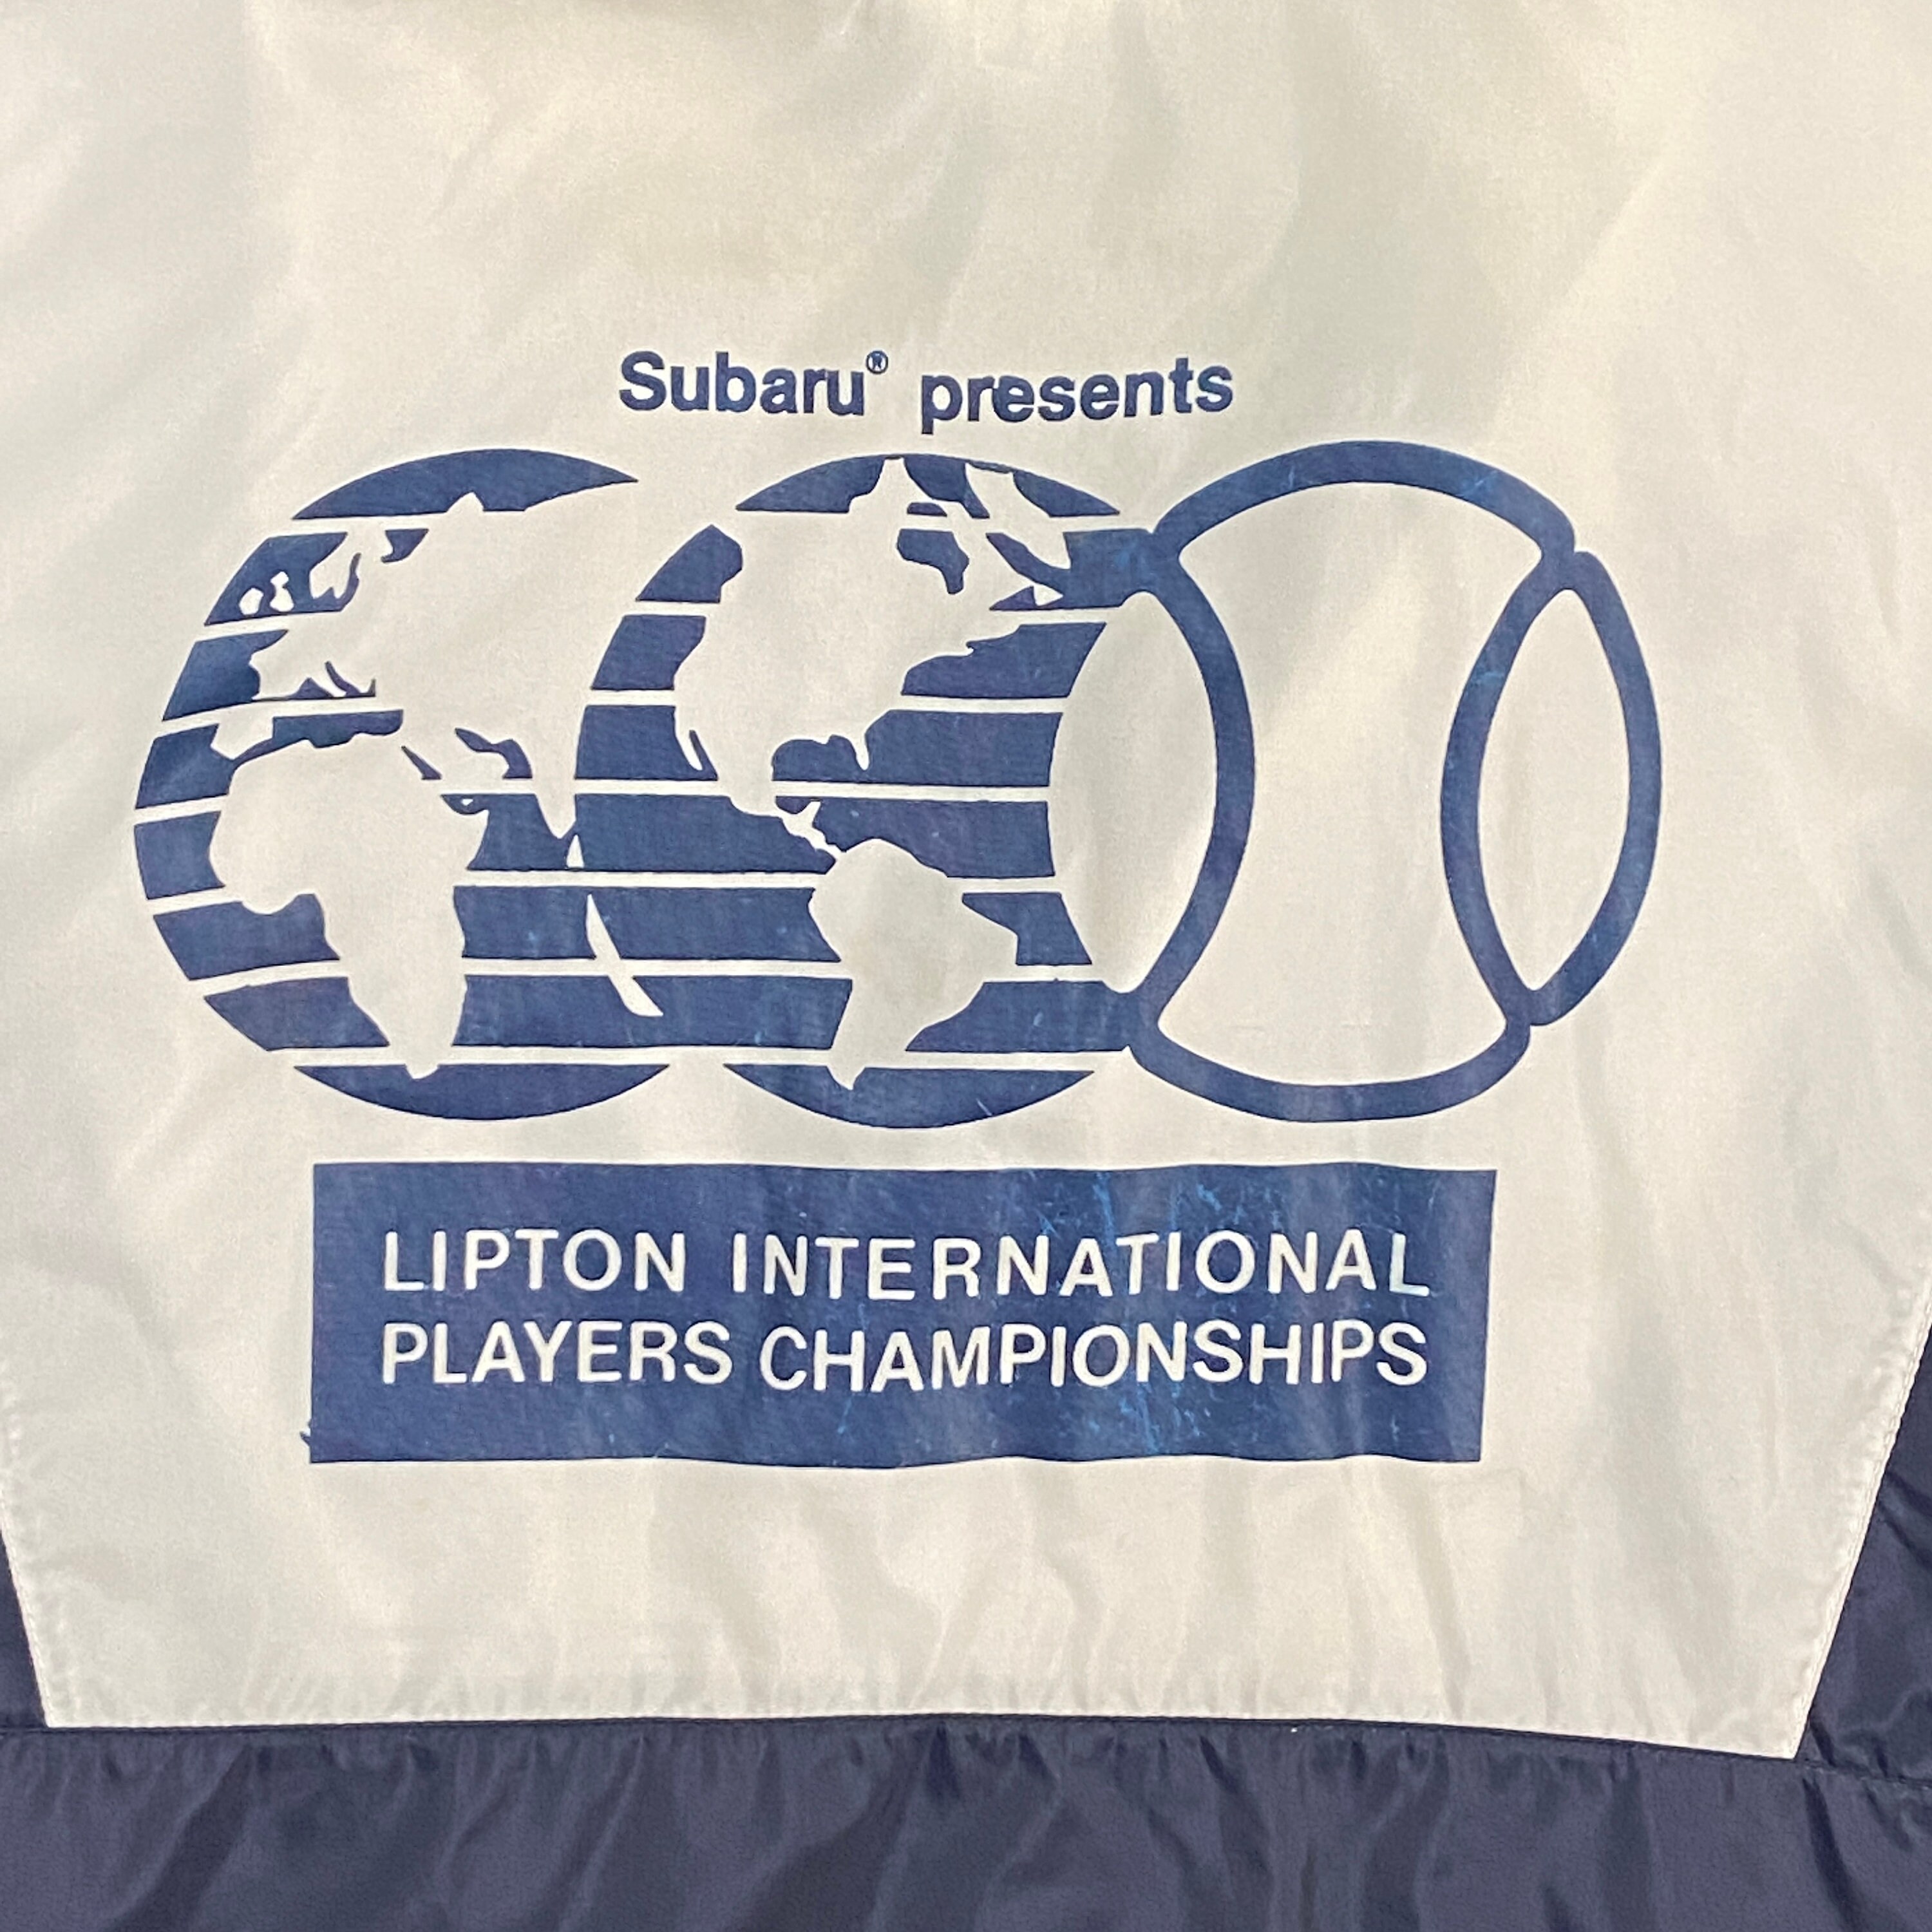 Subaru® presents
LIPTON INTERNATIONAL
PLAYERS CHAMPIONSHIPS